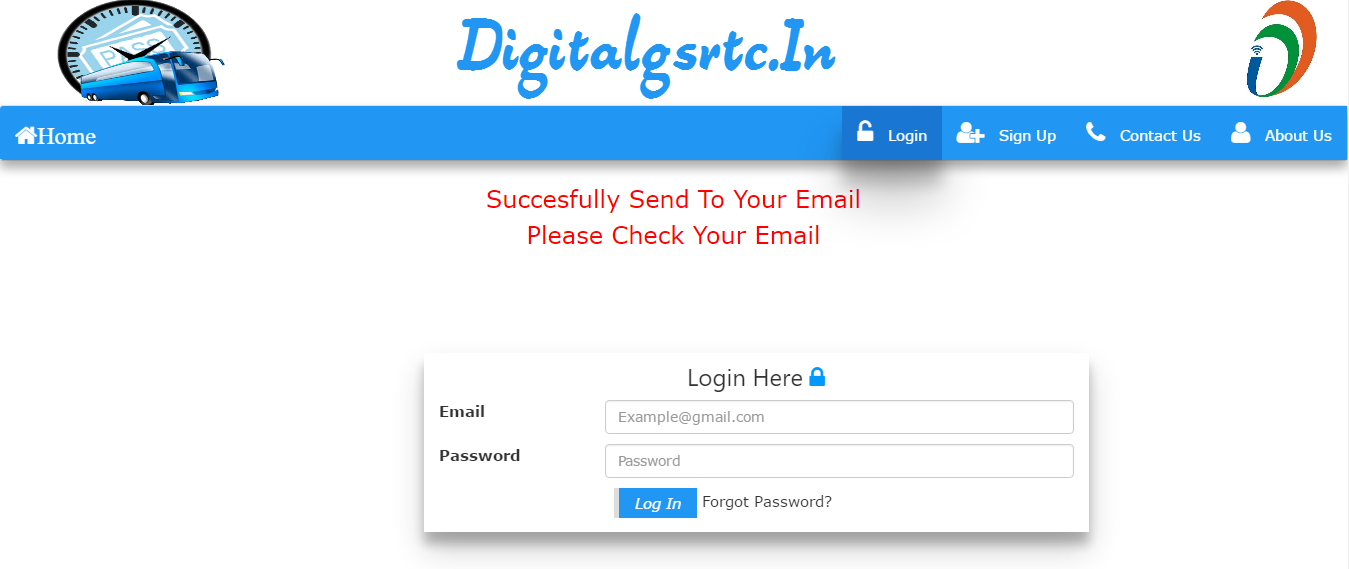 PASS
Digitalgsrtc.In
Home
Login
Sign Up
Contact Us
About Us
Succesfully Send To Your Email
Please Check Your Email
Login Here
Email
Example@gmail.com
Password
Password
Log In
Forgot Password?